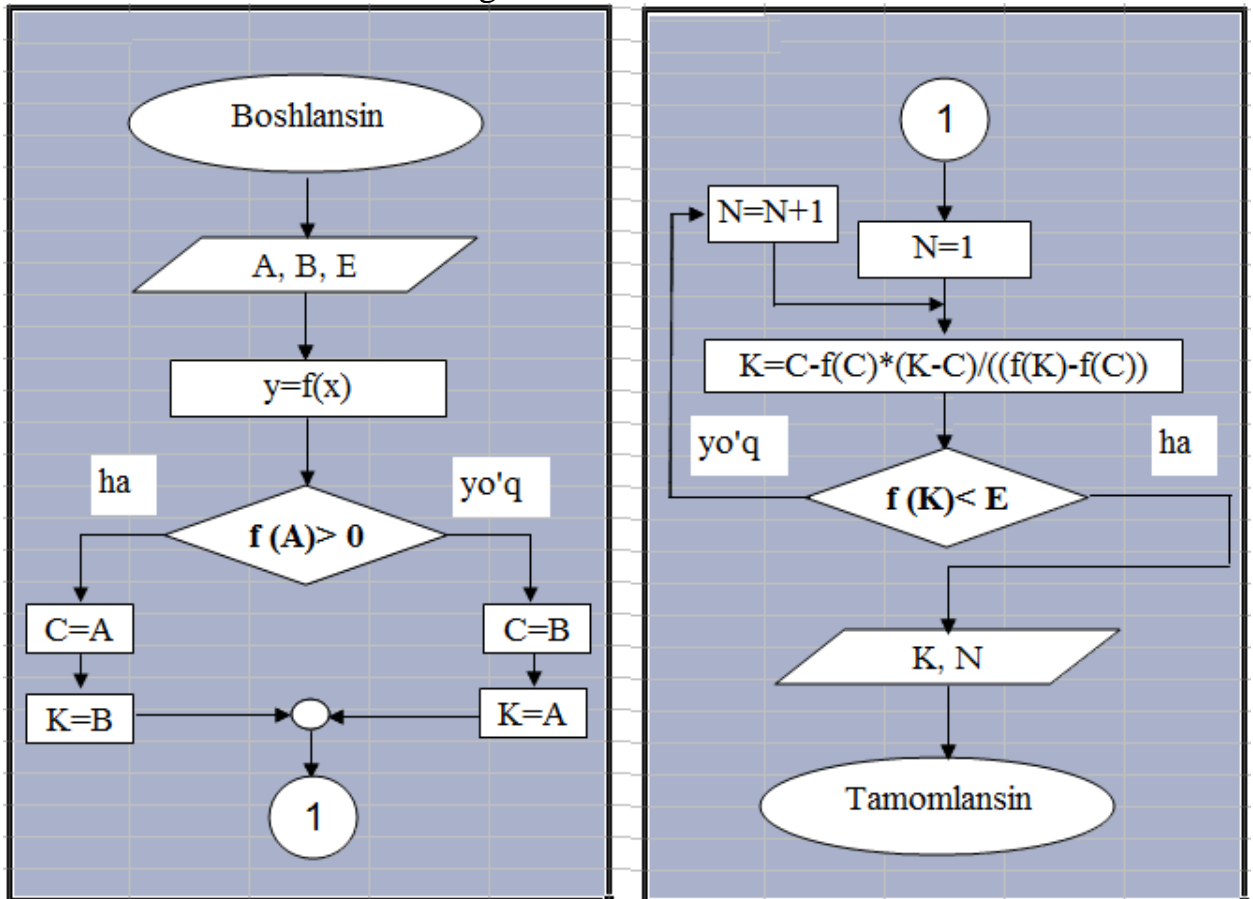 Boshlansin
A, B, E
y=f(x)
ha
yo'q
f (A)> 0
C=A
C=B
K=B
K=A
1
1
N=N+1
N=1
K=C-f(C)*(K-C)/((f(K)-f(C))
yo'q
ha
f (K)< E
K, N
Tamomlansin